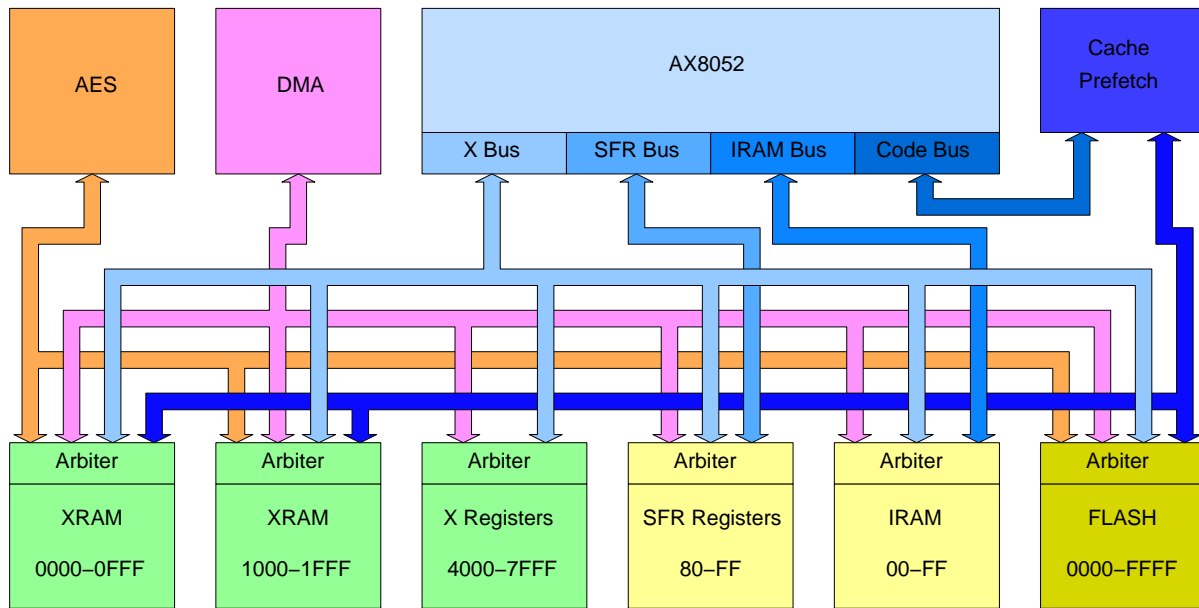 AES
DMA
AX8052
Cache
Prefetch
X Bus
SFR Bus
IRAM Bus
Code Bus
Arbiter
Arbiter
Arbiter
Arbiter
Arbiter
Arbiter
XRAM
XRAM
X Registers
SFR Registers
IRAM
FLASH
0000−0FFF
1000−1FFF
4000−7FFF
80−FF
00−FF
0000−FFFF